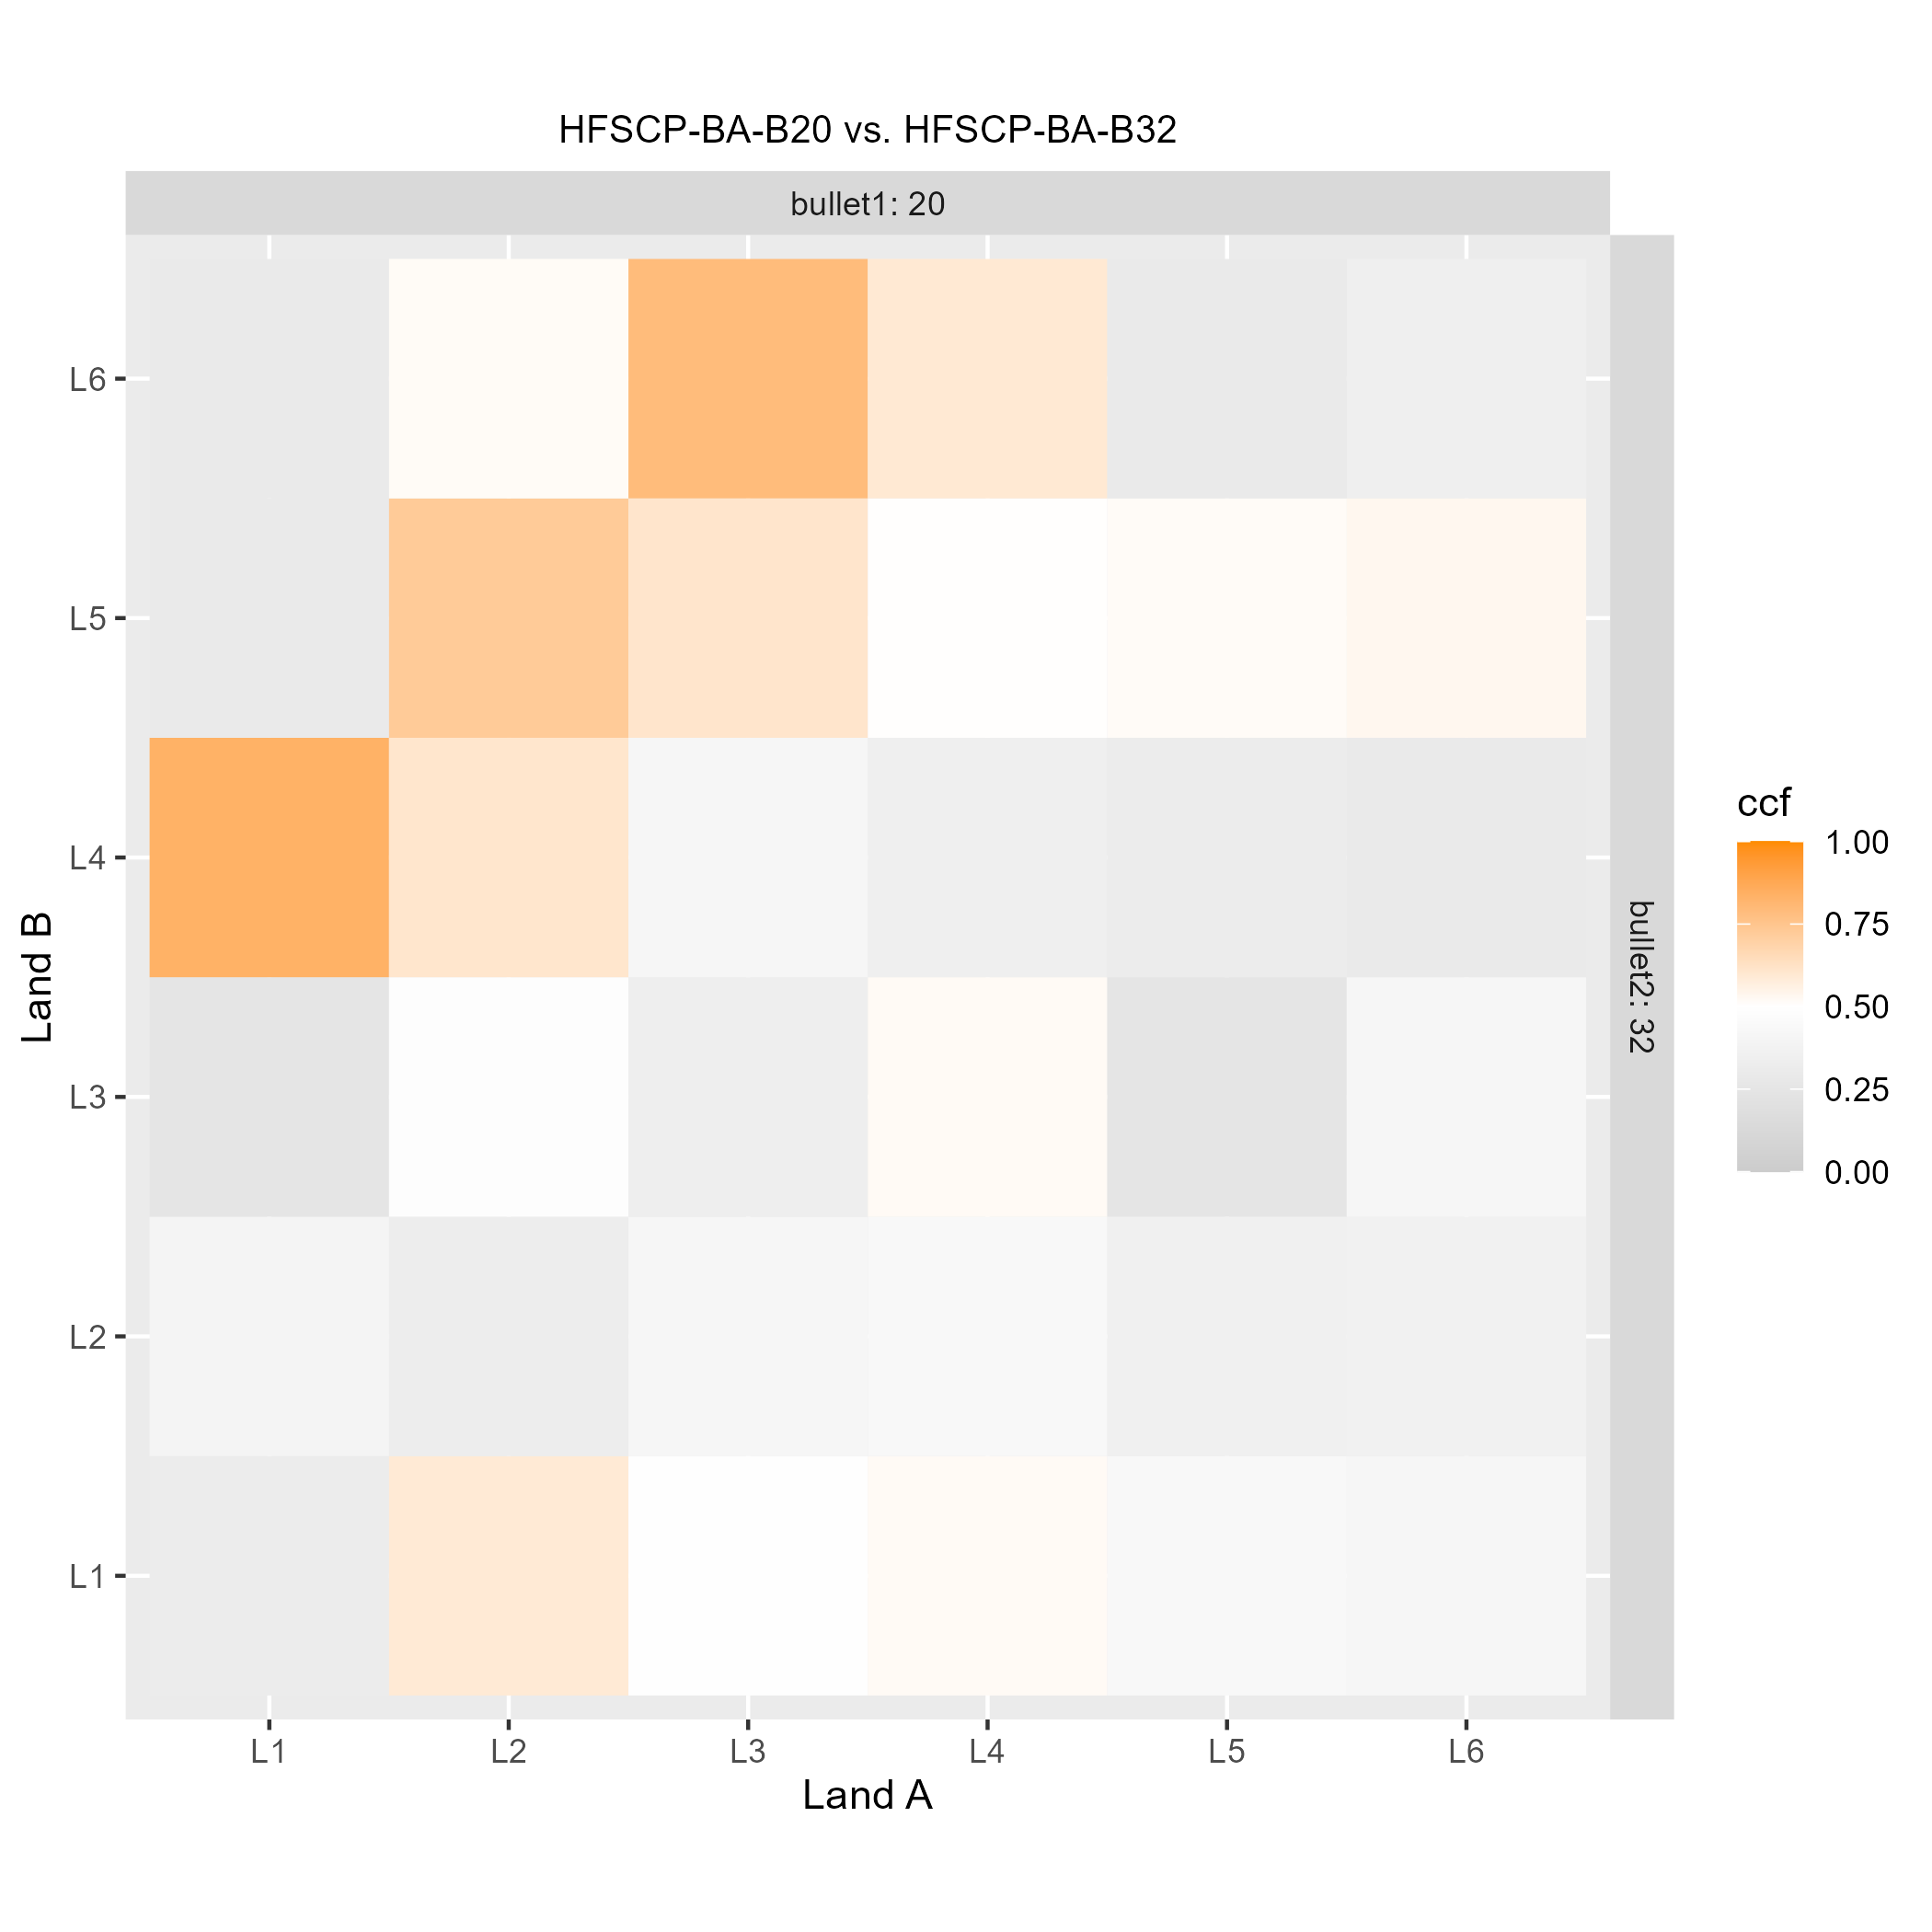 HFSCP-BA-B20 vs. HFSCP-BA-B32
bullet1: 20
L6
L5
L4
L3
L2
L1
Land B
bullet2: 32
L1 L2 L3 L4 L5 L6
Land A
ccf
1.00
0.75
0.50
0.25
0.00